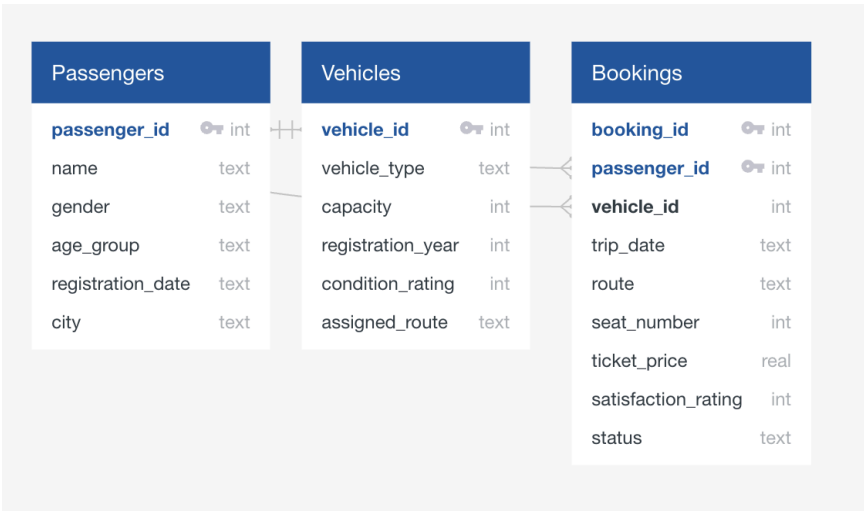 Passengers
passenger_id int
name text
gender text
age_group text
registration_date text
city text
Vehicles
vehicle_id int
vehicle_type text
capacity int
registration_year int
condition_rating int
assigned_route text
Bookings
booking_id int
passenger_id int
vehicle_id int
trip_date text
route text
seat_number int
ticket_price real
satisfaction_rating int
status text